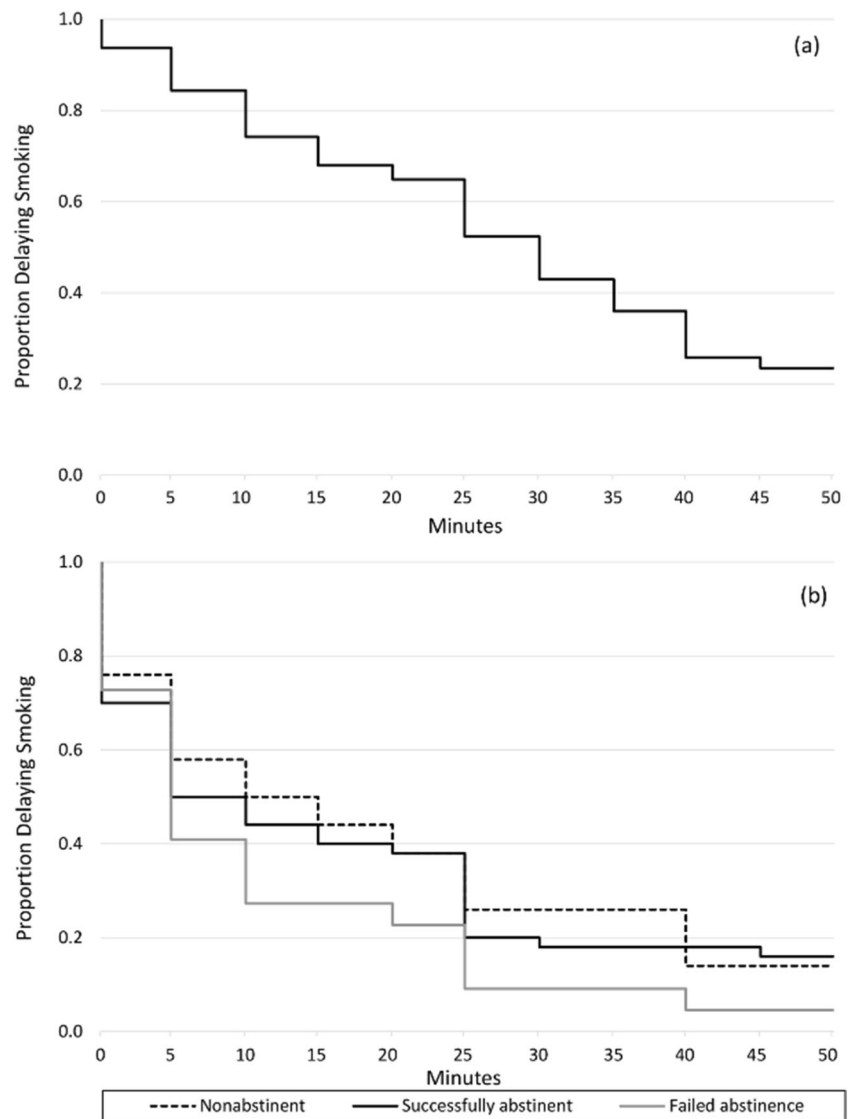 (a)
Proportion Delaying Smoking
1.0
0.8
0.6
0.4
0.2
0.0
0 5 10 15 20 25 30 35 40 45 50
Minutes
(b)
Proportion Delaying Smoking
1.0
0.8
0.6
0.4
0.2
0.0
0 5 10 15 20 25 30 35 40 45 50
Minutes
Nonabstinent Successfully abstinent Failed abstinence